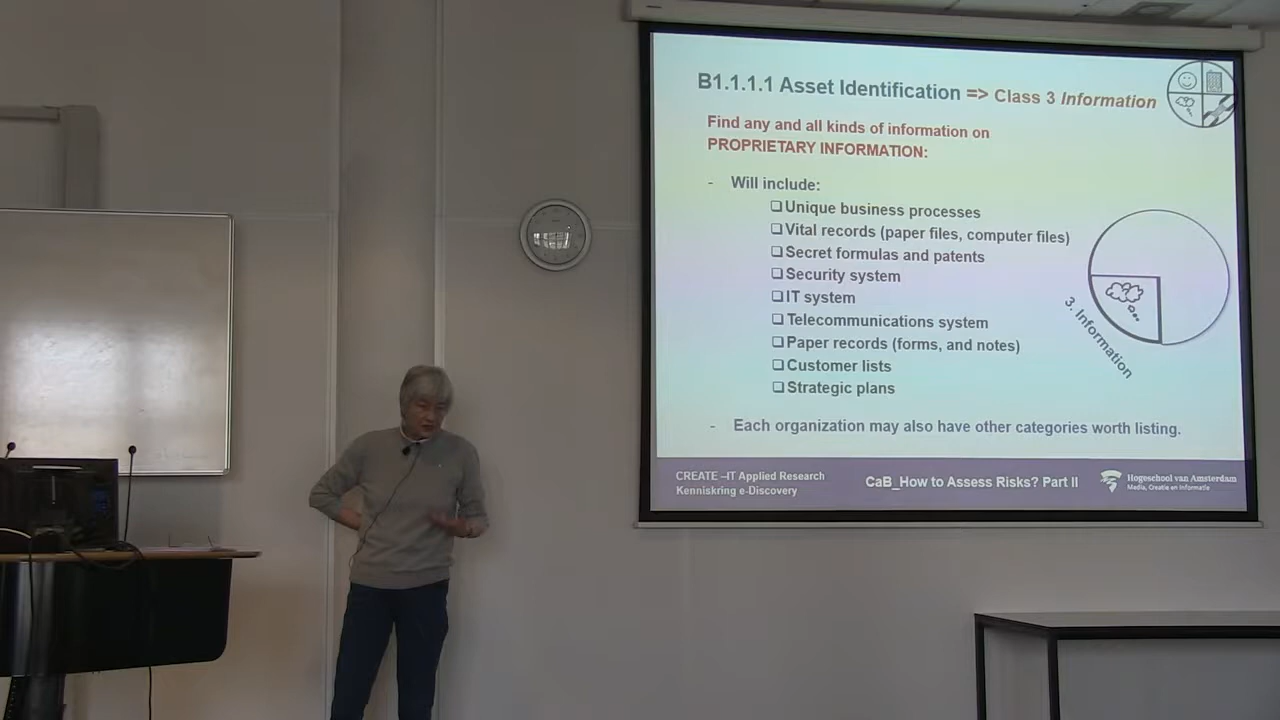 B1.1.1.1 Asset Identification => Class 3 Information
Find any and all kinds of information on
PROPRIETARY INFORMATION:
- Will include:
❑Unique business processes
❑Vital records (paper files, computer files)
❑Secret formulas and patents
❑Security system
❑IT system
❑Telecommunications system
❑Paper records (forms, and notes)
❑Customer lists
❑Strategic plans
3. Information
- Each organization may also have other categories worth listing.
CREATE –IT Applied Research
Kenniskring e-Discovery
CaB_How to Assess Risks? Part II
Hogeschool van Amsterdam
Media, Creatie en Informatie